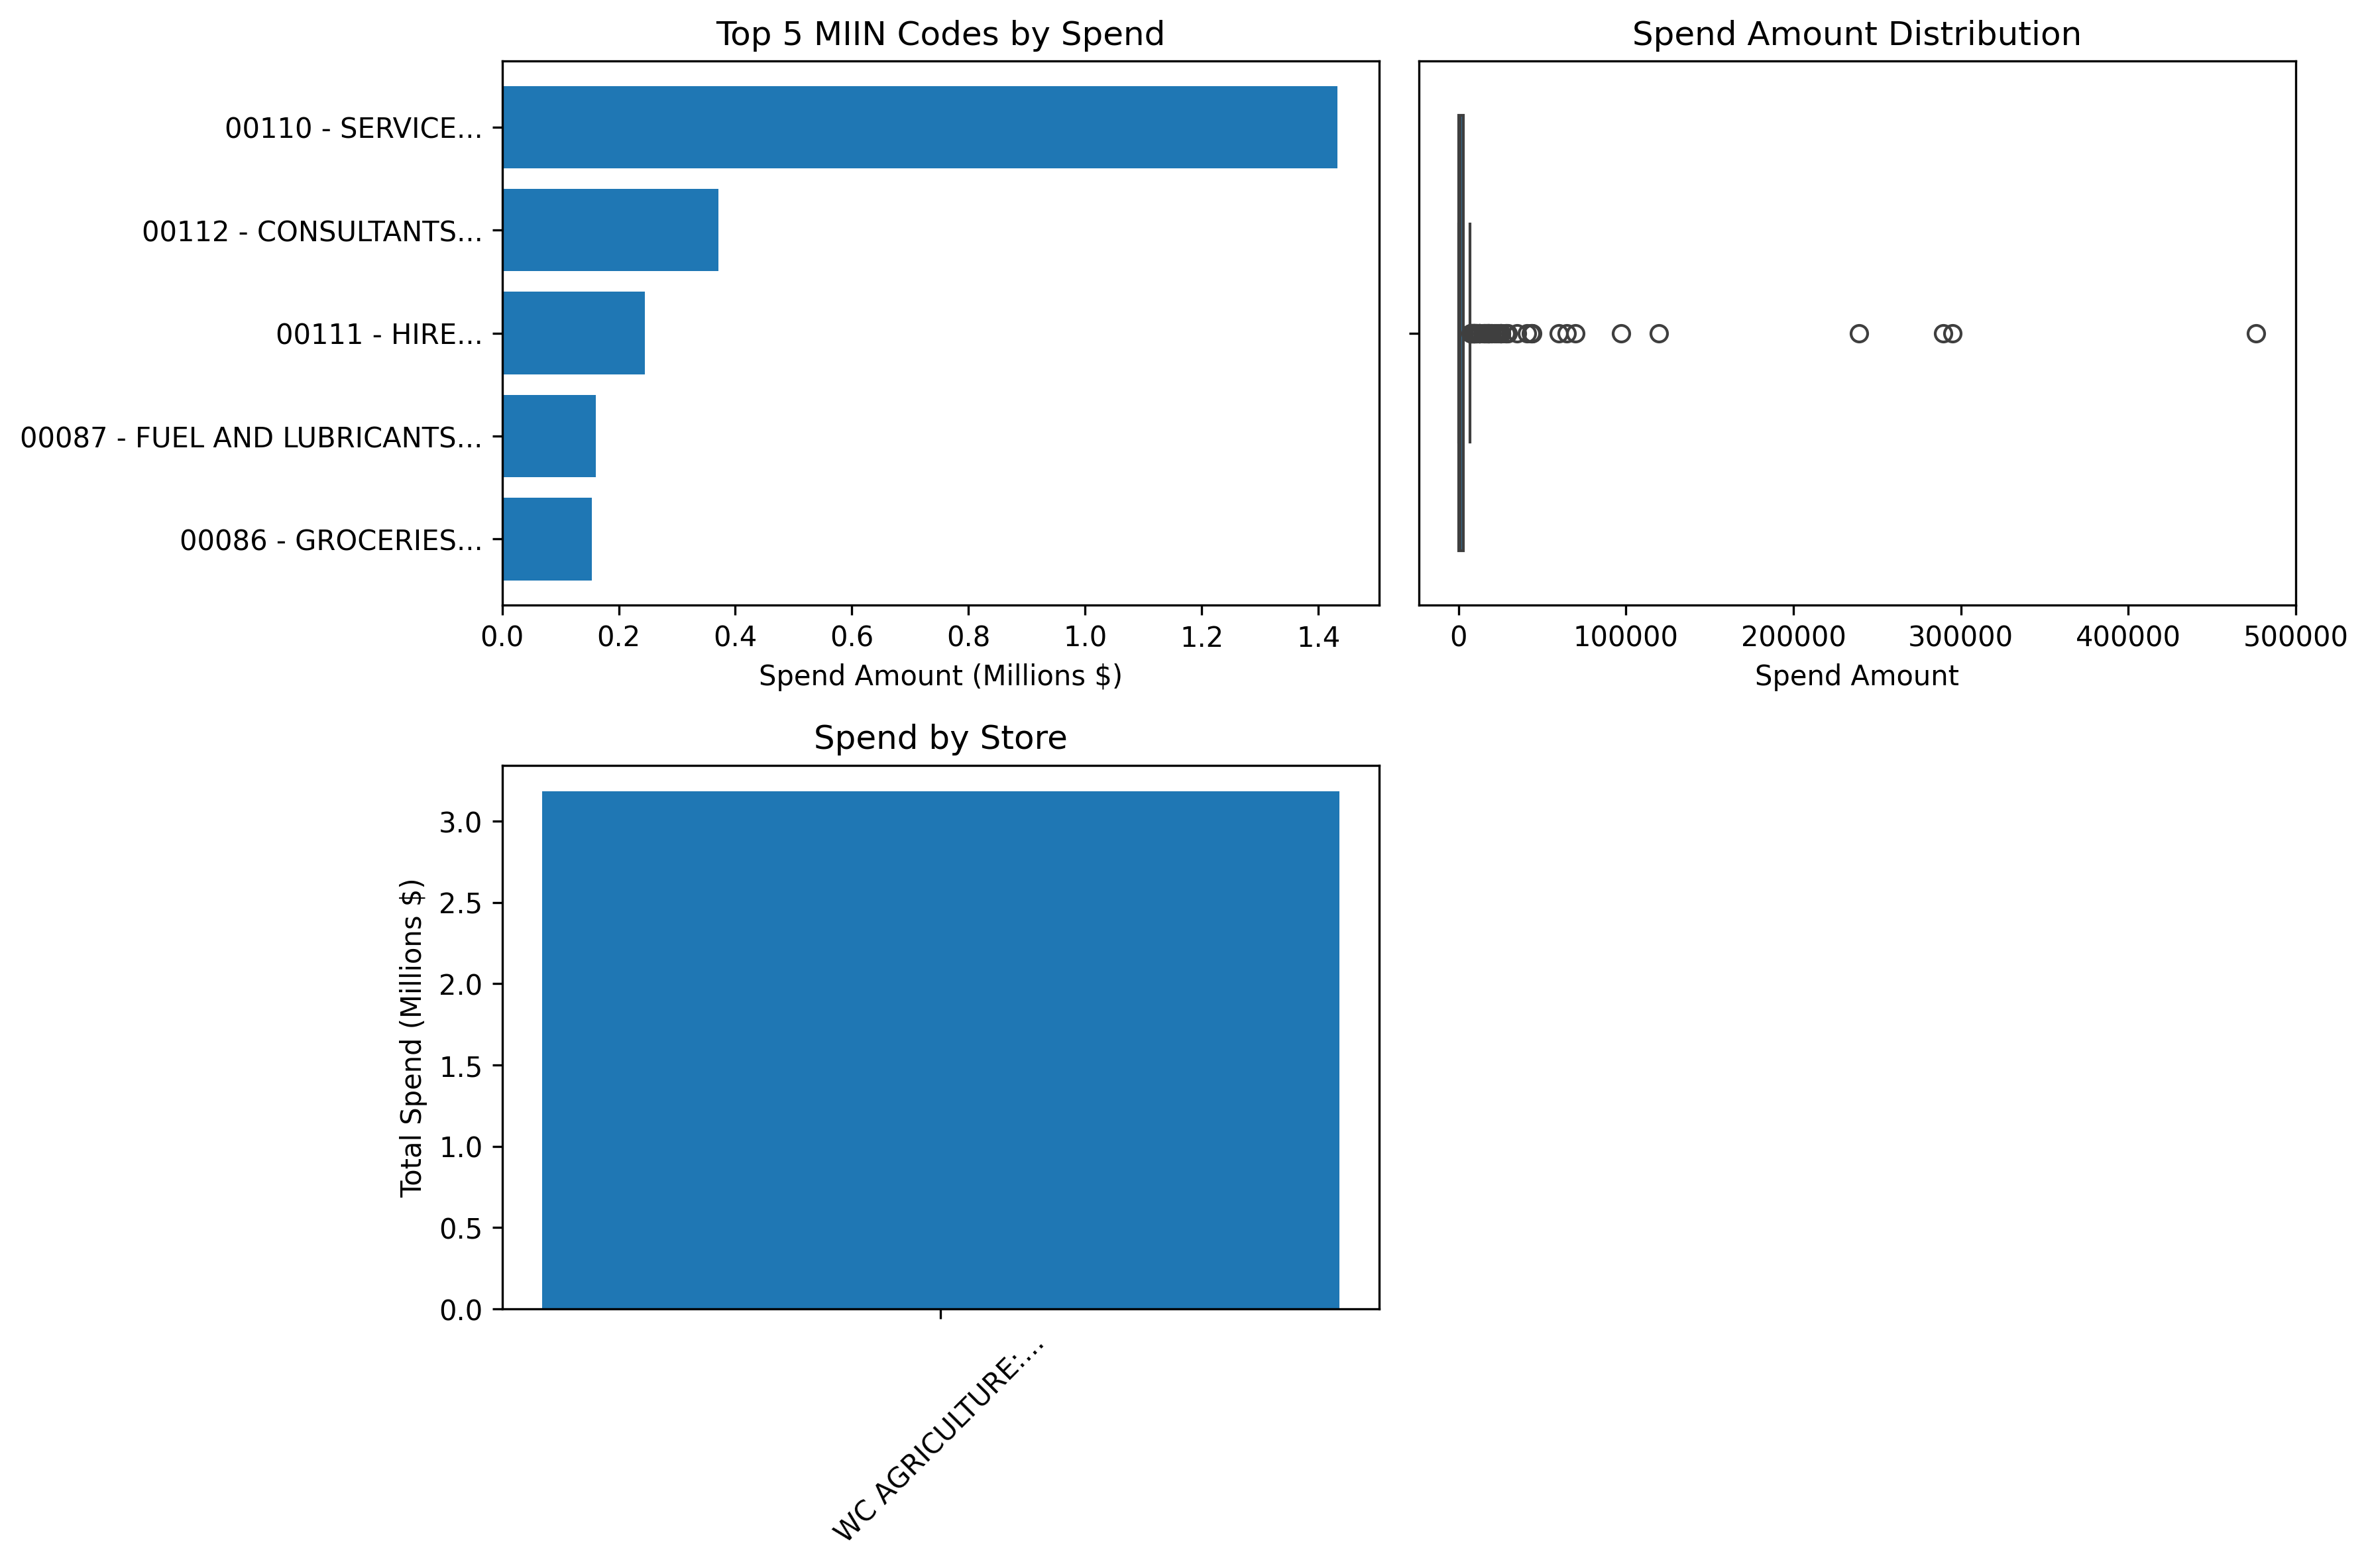 Top 5 MIIN Codes by Spend
00110 - SERVICE...
00112 - CONSULTANTS...
00111 - HIRE...
00087 - FUEL AND LUBRICANTS...
00086 - GROCERIES...
0.0 0.2 0.4 0.6 0.8 1.0 1.2 1.4
Spend Amount (Millions $)
Spend Amount Distribution
0 100000 200000 300000 400000 500000
Spend Amount
Spend by Store
Total Spend (Millions $)
3.0
2.5
2.0
1.5
1.0
0.5
0.0
WC AGRICULTURE:...